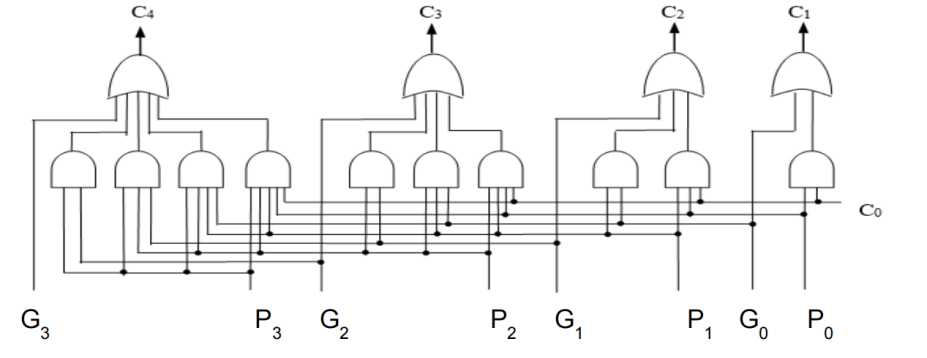 C₄ C₃ C₂ C₁
C₀
G₃ P₃ G₂ P₂ G₁ P₁ G₀ P₀